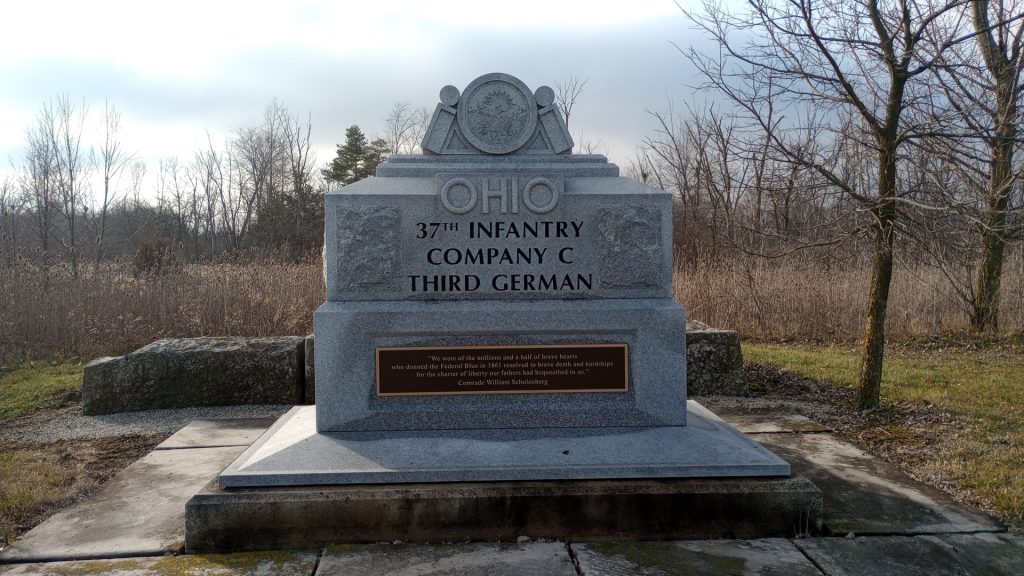 OHIO
37TH INFANTRY
COMPANY C
THIRD GERMAN
"We were of the millions and a half of brave hearts
who donned the Federal Blue in 1861 resolved to brave death and hardships
for the charter of liberty our fathers had bequeathed to us."
Comrade William Schulenberg